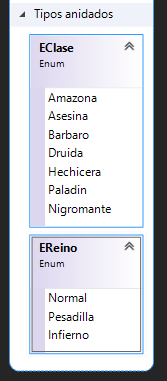 Tipos anidados
EClase
Enum
Amazona
Asesina
Barbaro
Druida
Hechicera
Paladin
Nigromante
EReino
Enum
Normal
Pesadilla
Infierno